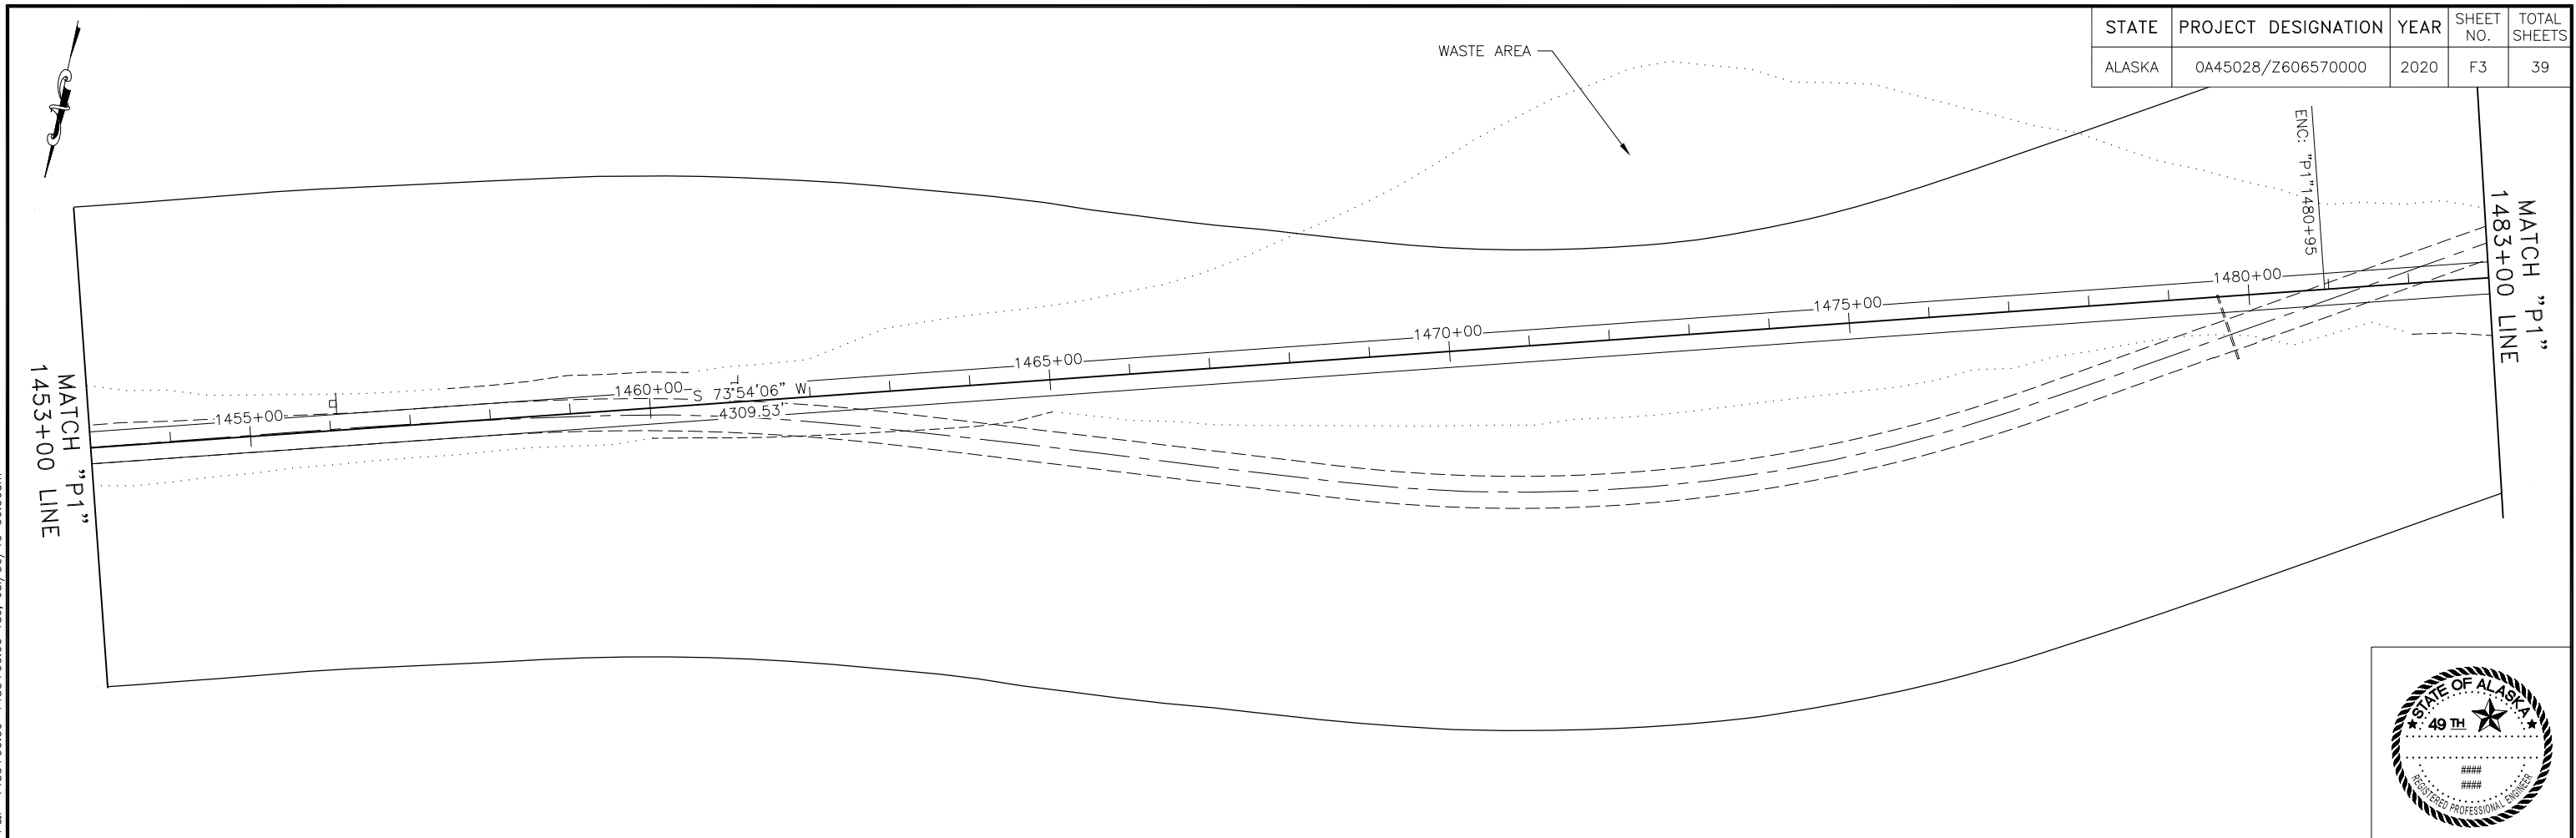 STATE PROJECT DESIGNATION YEAR SHEET NO. TOTAL SHEETS
ALASKA 0A45028/Z606570000 2020 F3 39
WASTE AREA
ENC: "P1"1480+95
MATCH "P1"
1483+00 LINE
1480+00
1475+00
1470+00
1465+00
1460+00
S 73°54'06" W
4309.53'
1455+00
MATCH "P1"
1453+00 LINE
STATE OF ALASKA
49 TH
####
####
REGISTERED PROFESSIONAL ENGINEER